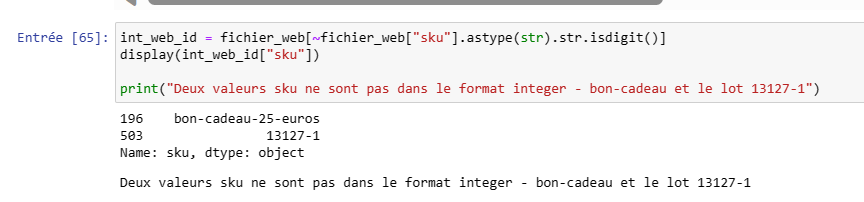 Entrée [65]: int_web_id = fichier_web[~fichier_web["sku"].astype(str).str.isdigit()]
display(int_web_id["sku"])
print("Deux valeurs sku ne sont pas dans le format integer - bon-cadeau et le lot 13127-1")
196    bon-cadeau-25-euros
503                13127-1
Name: sku, dtype: object
Deux valeurs sku ne sont pas dans le format integer - bon-cadeau et le lot 13127-1